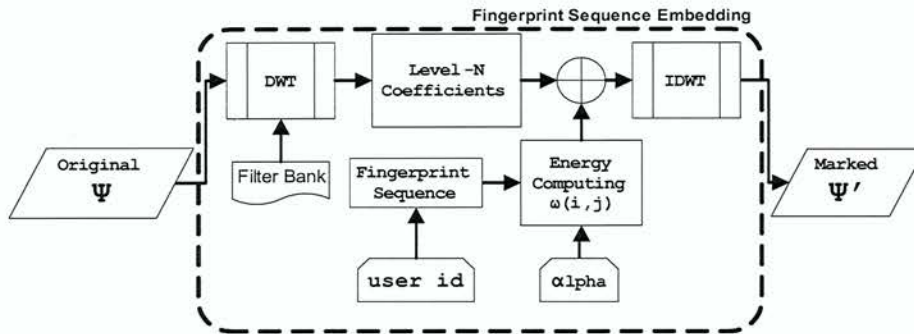 Fingerprint Sequence Embedding
DWT
Level-N
Coefficients
IDWT
Original
Ψ
Filter Bank
Fingerprint
Sequence
Energy
Computing
ω(i,j)
Marked
Ψ'
user id
αlpha